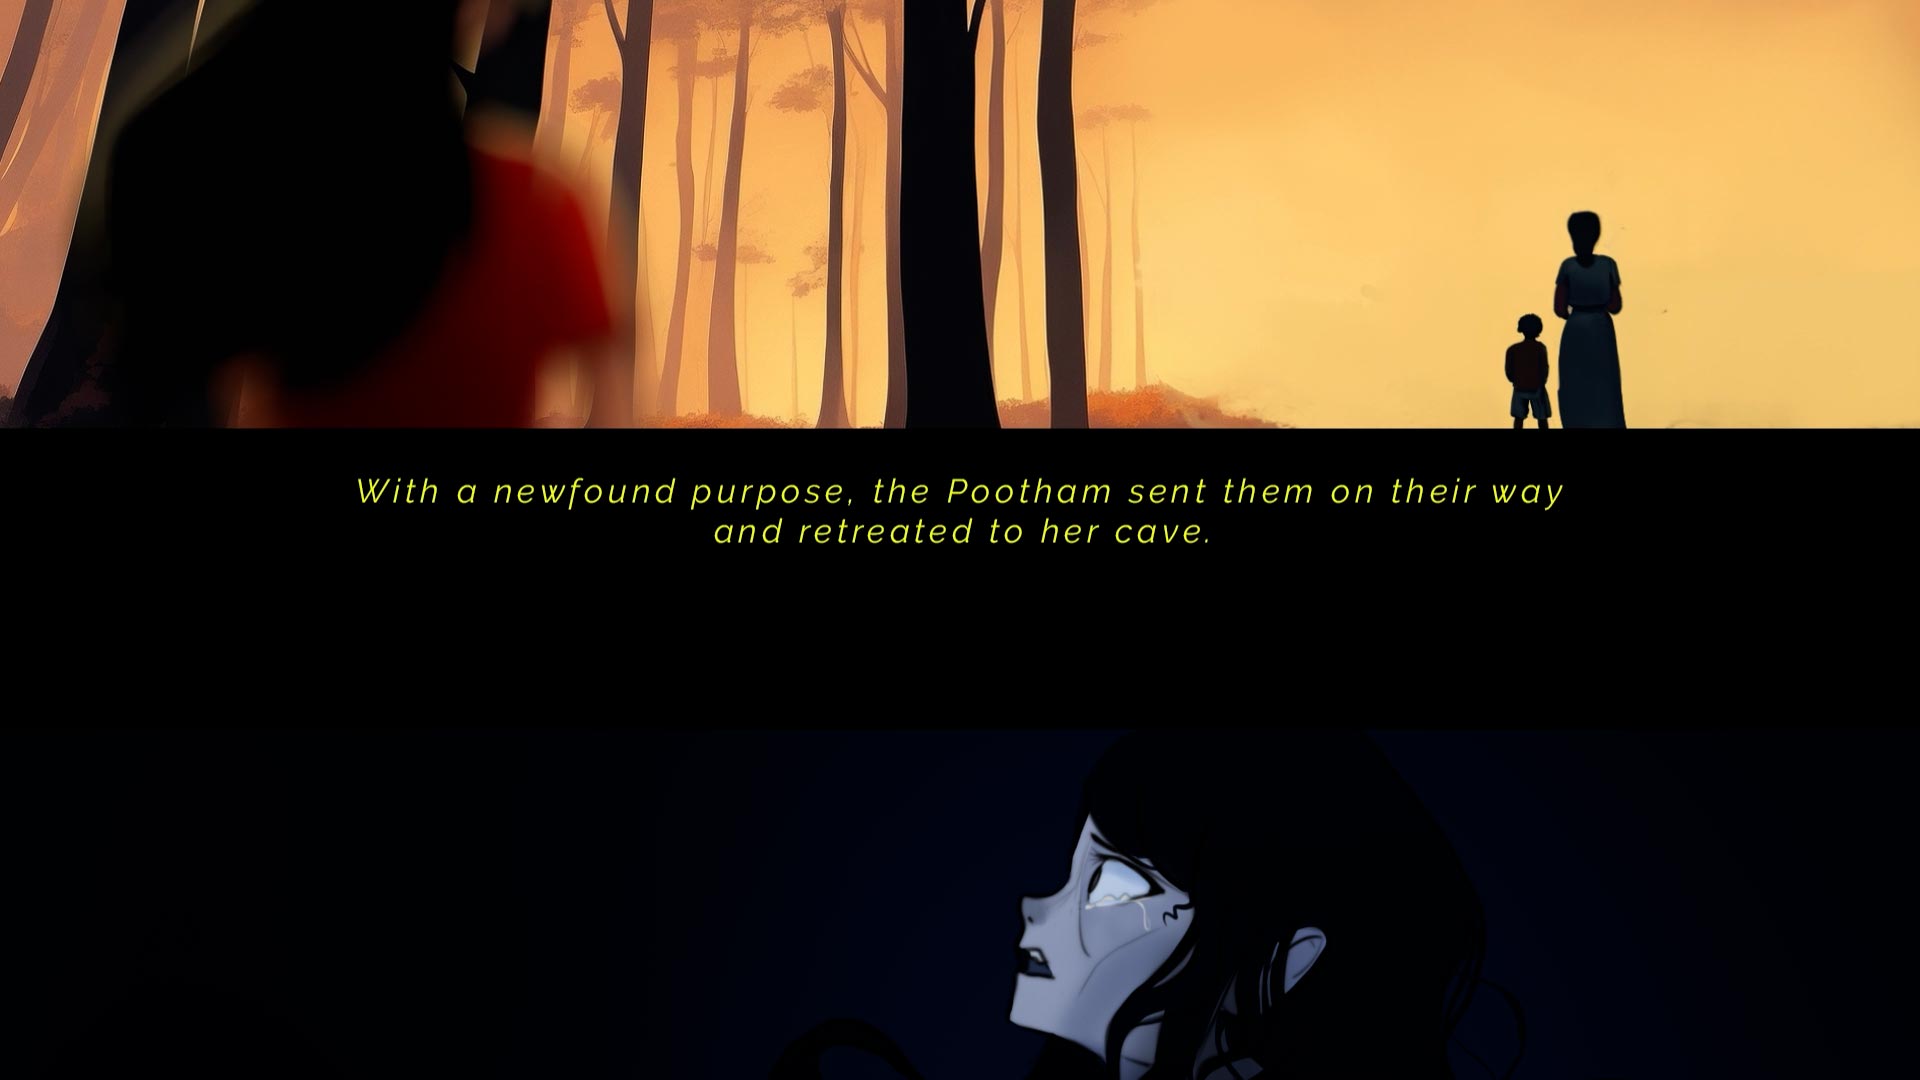 With a newfound purpose, the Pootham sent them on their way
and retreated to her cave.